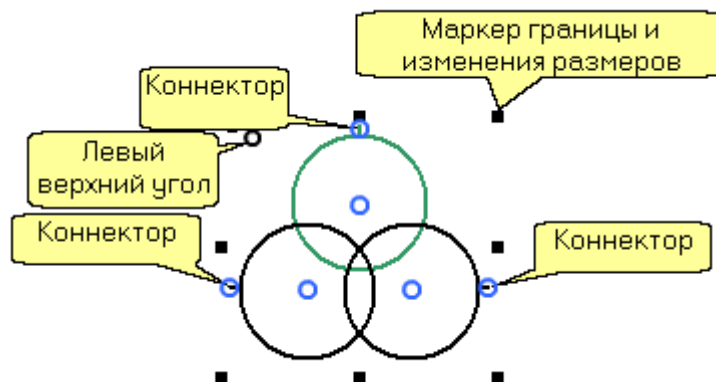 Маркер границы и
изменения размеров
Коннектор
Левый
верхний угол
Коннектор
Коннектор